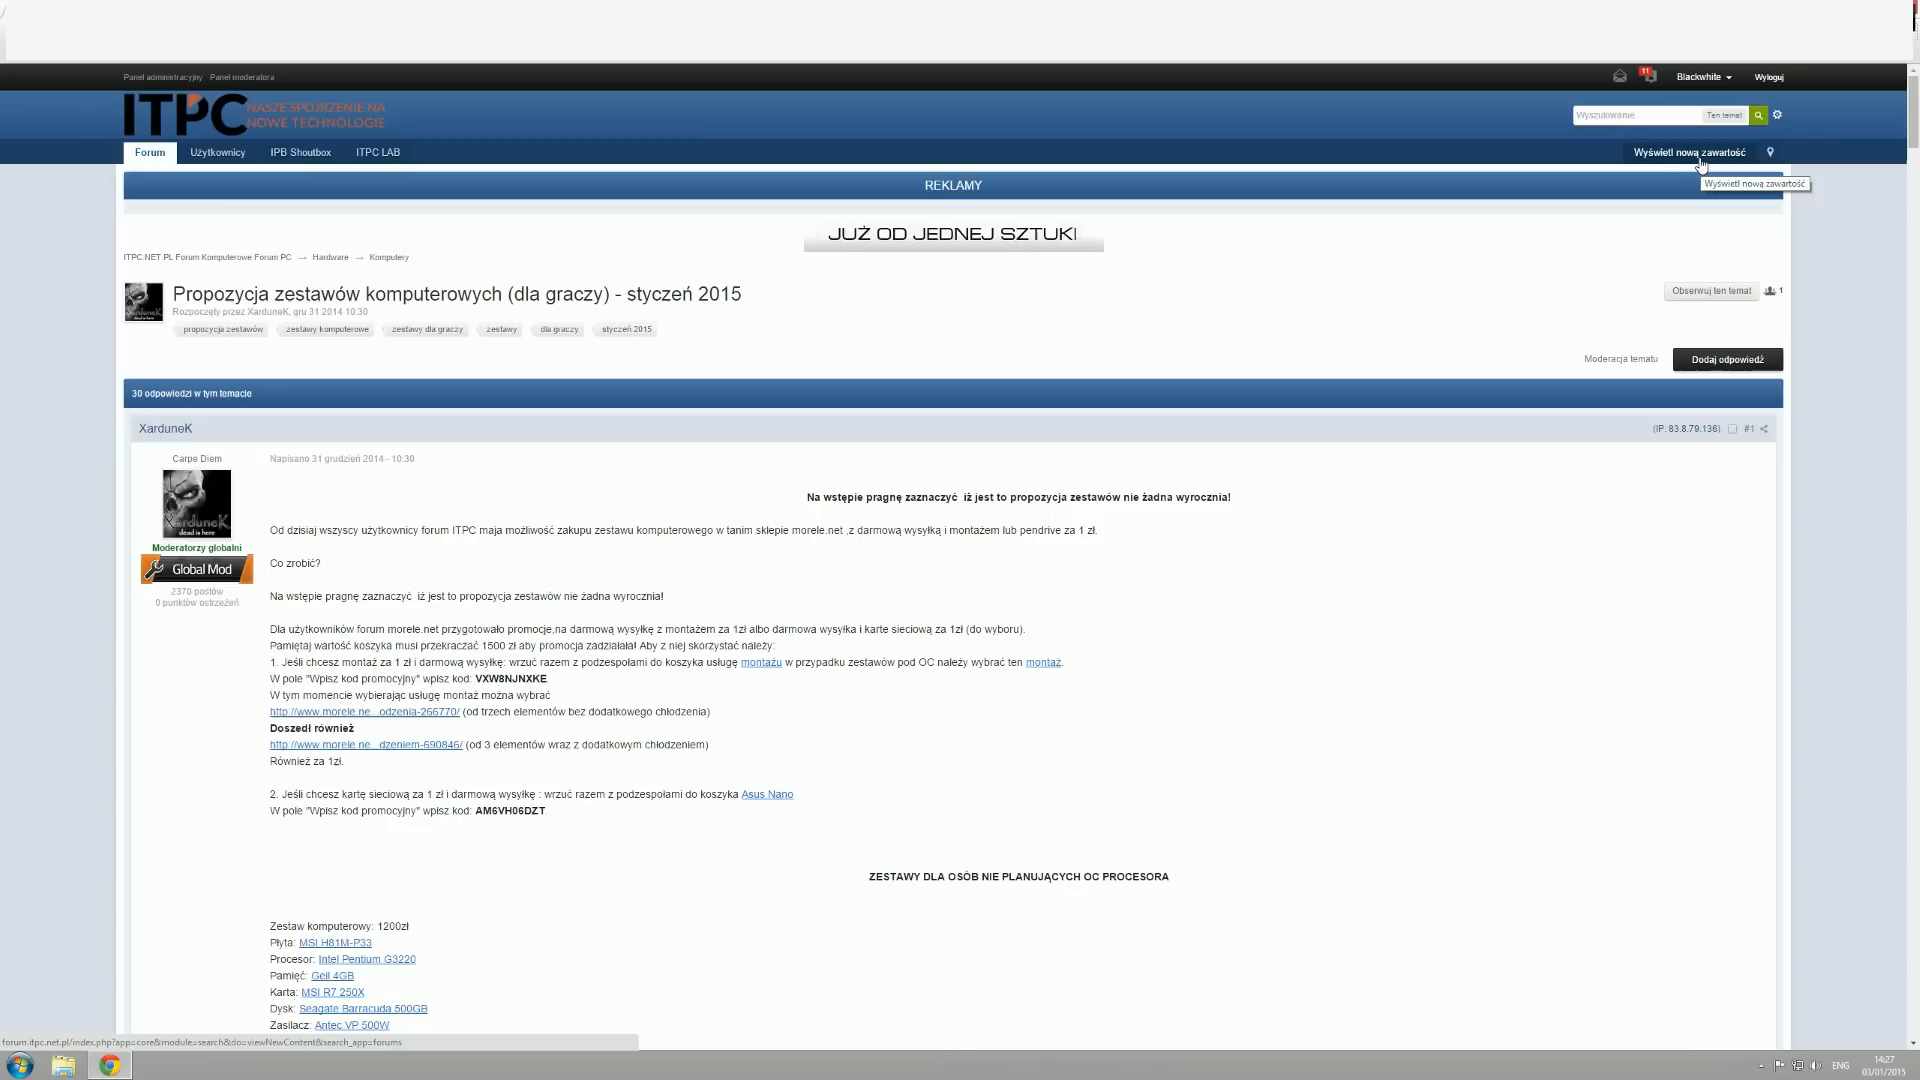 Panel administracyjny Panel moderatora
11 Blackwhite Wyloguj
ITPC NASZE SPOJRZENIE NA
NOWE TECHNOLOGIE
Wyszukiwanie Ten temat
Forum Użytkownicy IPB Shoutbox ITPC LAB Wyświetl nową zawartość
REKLAMY
Wyświetl nową zawartość
JUŻ OD JEDNEJ SZTUKI
ITPC.NET.PL Forum Komputerowe Forum PC → Hardware → Komputery
Propozycja zestawów komputerowych (dla graczy) - styczeń 2015
Obserwuj ten temat 1
Rozpoczęty przez XarduneK, gru 31 2014 10:30
propozycja zestawów zestawy komputerowe zestawy dla graczy zestawy dla graczy styczeń 2015
Moderacja tematu Dodaj odpowiedź
30 odpowiedzi w tym temacie
XarduneK (IP: 83.8.79.136) #1
Carpe Diem
XarduneK
dead is here
Moderatorzy globalni
Global Mod
2370 postów
0 punktów ostrzeżeń
Napisano 31 grudzień 2014 - 10:30
Na wstępie pragnę zaznaczyć iż jest to propozycja zestawów nie żadna wyrocznia!
Od dzisiaj wszyscy użytkownicy forum ITPC maja możliwość zakupu zestawu komputerowego w tanim sklepie morele.net ,z darmową wysyłką i montażem lub pendrive za 1 zł.
Co zrobić?
Na wstępie pragnę zaznaczyć iż jest to propozycja zestawów nie żadna wyrocznia!
Dla użytkowników forum morele.net przygotowało promocje,na darmową wysyłkę z montażem za 1zł albo darmowa wysyłka i karte sieciową za 1zł (do wyboru).
Pamiętaj wartość koszyka musi przekraczać 1500 zł aby promocja zadziałała! Aby z niej skorzystać należy:
1. Jeśli chcesz montaż za 1 zł i darmową wysyłkę: wrzuć razem z podzespołami do koszyka usługę montażu w przypadku zestawów pod OC należy wybrać ten montaż.
W pole "Wpisz kod promocyjny" wpisz kod: VXW8NJNXKE.
W tym momencie wybierając usługę montaż można wybrać
http://www.morele.ne...odzenia-266770/ (od trzech elementów bez dodatkowego chłodzenia)
Doszedł również
http://www.morele.ne...dzeniem-690846/ (od 3 elementów wraz z dodatkowym chłodzeniem)
Również za 1zł.
2. Jeśli chcesz kartę sieciową za 1 zł i darmową wysyłkę : wrzuć razem z podzespołami do koszyka Asus Nano
W pole "Wpisz kod promocyjny" wpisz kod: AM6VH06DZT.
ZESTAWY DLA OSÓB NIE PLANUJĄCYCH OC PROCESORA
Zestaw komputerowy: 1200zł
Płyta: MSI H81M-P33
Procesor: Intel Pentium G3220
Pamięć: Geil 4GB
Karta: MSI R7 250X
Dysk: Seagate Barracuda 500GB
Zasilacz: Antec VP 500W
forum.itpc.net.pl/index.php?app=core&module=search&do=viewNewContent&search_app=forums
ENG 14:27
03/01/2015